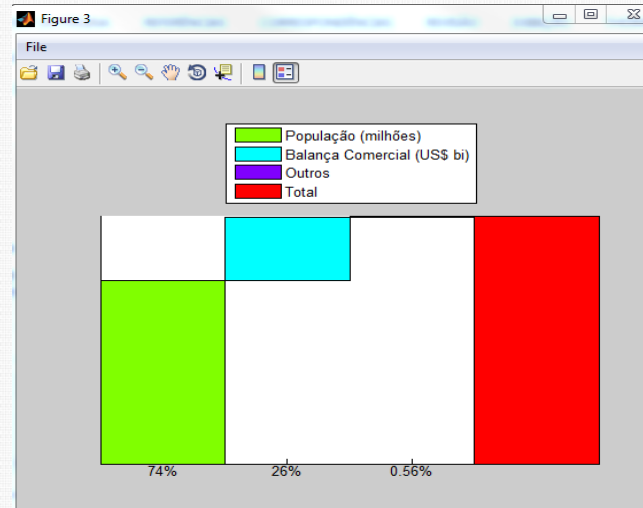 Figure 3
File
População (milhões)
Balança Comercial (US$ bi)
Outros
Total
74% 26% 0.56%